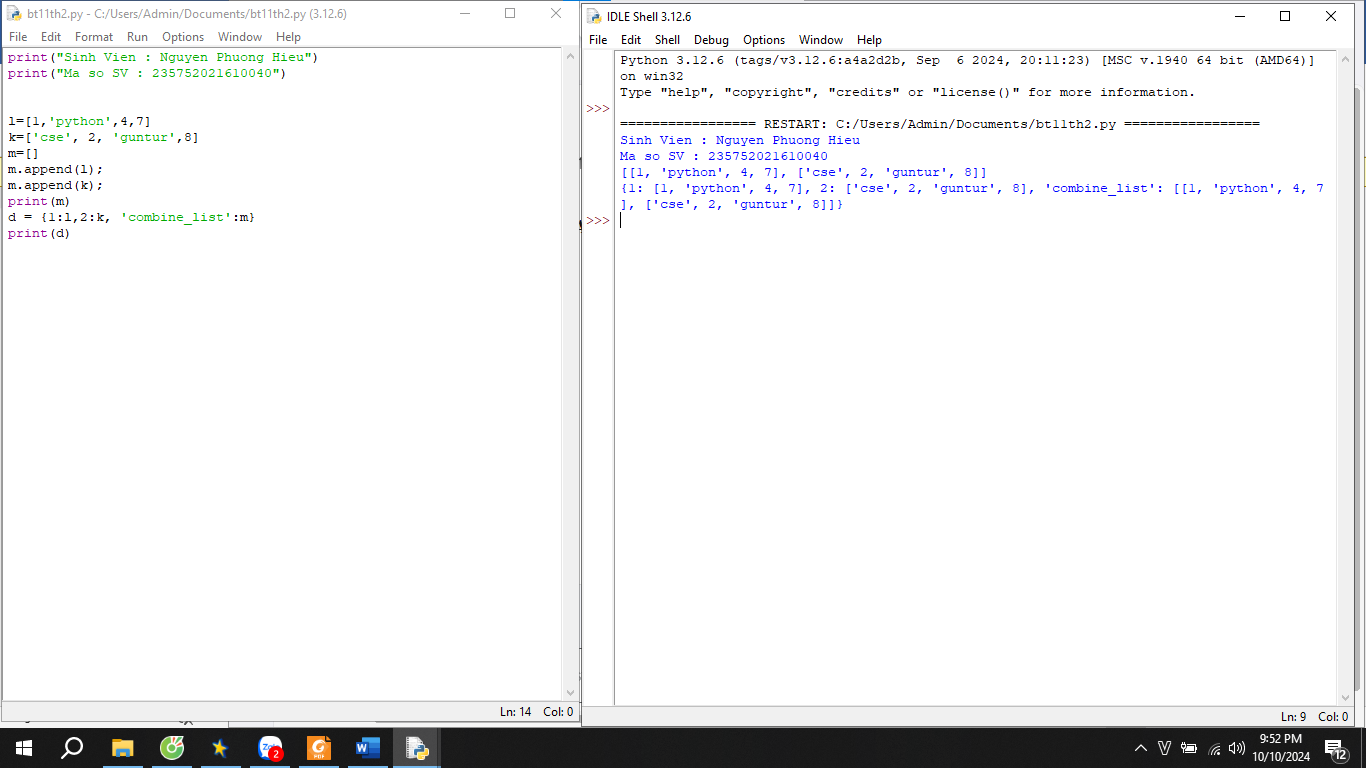 bt11th2.py - C:/Users/Admin/Documents/bt11th2.py (3.12.6)
File Edit Format Run Options Window Help
print("Sinh Vien : Nguyen Phuong Hieu")
print("Ma so SV : 235752021610040")
l=[1,'python',4,7]
k=['cse', 2, 'guntur',8]
m=[]
m.append(l);
m.append(k);
print(m)
d = {1:l,2:k, 'combine_list':m}
print(d)
Ln: 14 Col: 0
IDLE Shell 3.12.6
File Edit Shell Debug Options Window Help
Python 3.12.6 (tags/v3.12.6:a4a2d2b, Sep  6 2024, 20:11:23) [MSC v.1940 64 bit (AMD64)]
on win32
Type "help", "copyright", "credits" or "license()" for more information.
>>>
================= RESTART: C:/Users/Admin/Documents/bt11th2.py =================
Sinh Vien : Nguyen Phuong Hieu
Ma so SV : 235752021610040
[[1, 'python', 4, 7], ['cse', 2, 'guntur', 8]]
{1: [1, 'python', 4, 7], 2: ['cse', 2, 'guntur', 8], 'combine_list': [[1, 'python', 4, 7
], ['cse', 2, 'guntur', 8]]}
>>>
Ln: 9 Col: 0
2
PDF
W
V
9:52 PM
10/10/2024
12